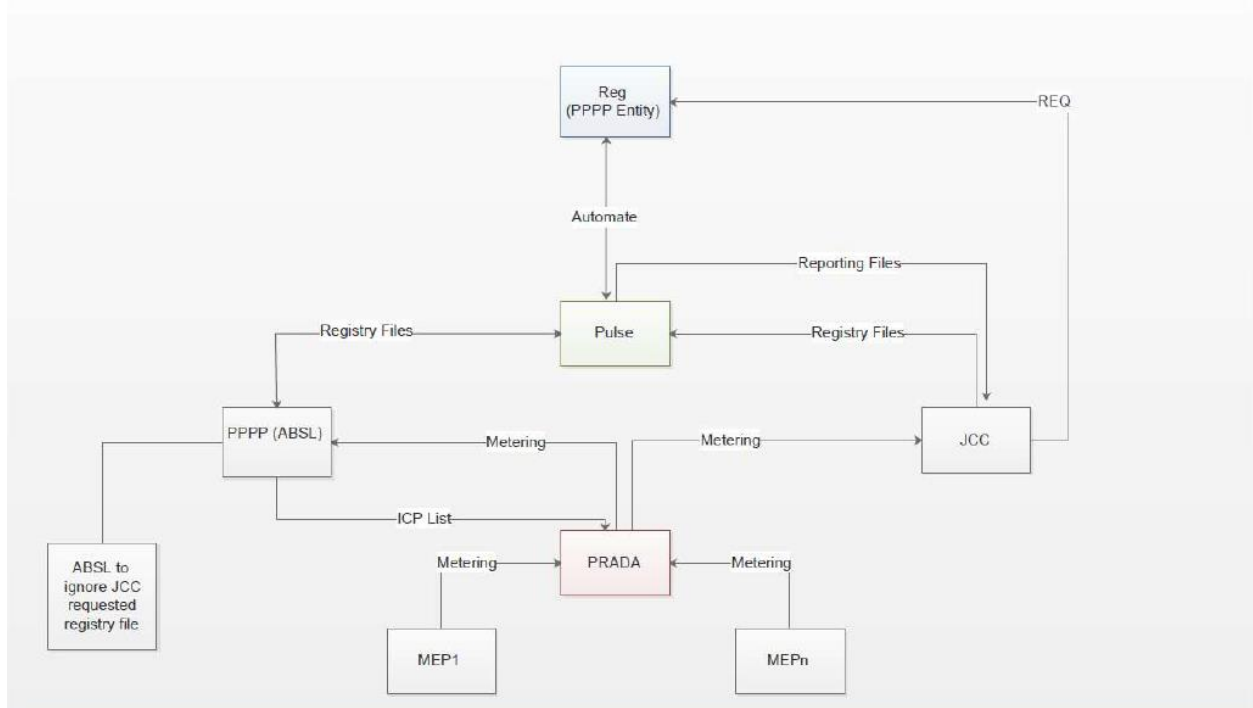 Reg
(PPPP Entity)
REQ
Automate
Reporting Files
Registry Files
Pulse
Registry Files
PPPP (ABSL)
Metering
Metering
JCC
ICP List
ABSL to
ignore JCC
requested
registry file
Metering
PRADA
Metering
MEP1
MEPn